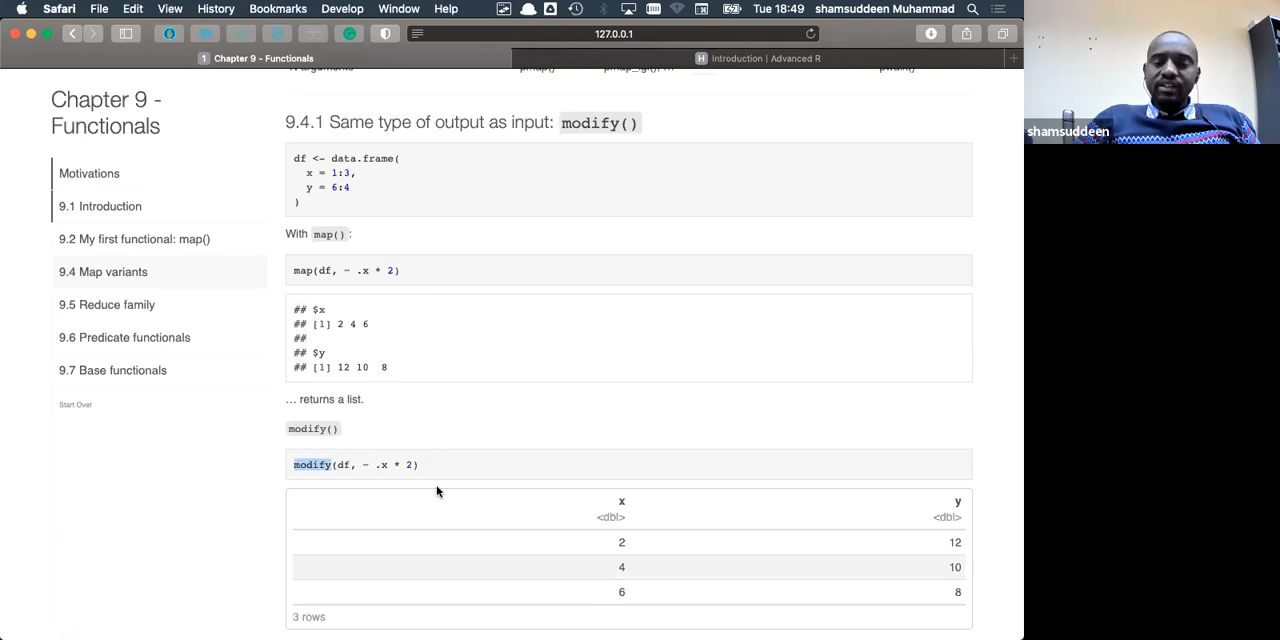 Safari File Edit View History Bookmarks Develop Window Help Tue 18:49 shamsuddeen Muhammad
127.0.0.1
1 Chapter 9 - Functionals
H Introduction | Advanced R
N arguments pmap() pmap_lgl(), … pwalk()
Chapter 9 -
Functionals
Motivations
9.1 Introduction
9.2 My first functional: map()
9.4 Map variants
9.5 Reduce family
9.6 Predicate functionals
9.7 Base functionals
Start Over
9.4.1 Same type of output as input: modify()
df <- data.frame(
x = 1:3,
y = 6:4
)
With map():
map(df, ~ .x * 2)
## $x
## [1] 2 4 6
##
## $y
## [1] 12 10  8
… returns a list.
modify()
modify(df, ~ .x * 2)
x y
<dbl> <dbl>
2 12
4 10
6 8
3 rows
shamsuddeen